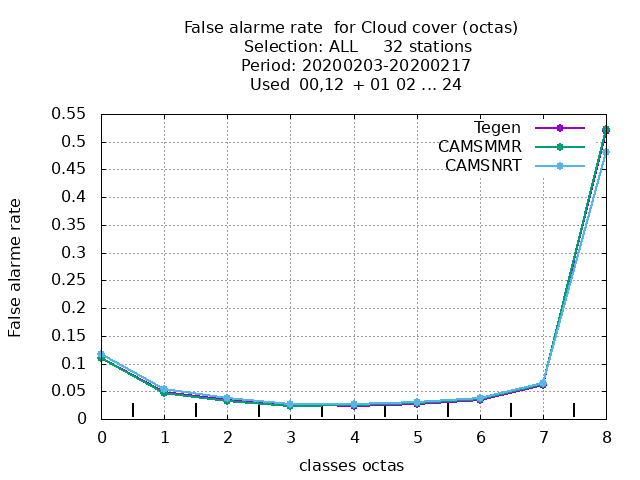 False alarme rate  for Cloud cover (octas)
Selection: ALL     32 stations
Period: 20200203-20200217
Used  00,12  + 01 02 ... 24
Tegen
CAMSMMR
CAMSNRT
0.55
0.5
0.45
0.4
0.35
0.3
0.25
0.2
0.15
0.1
0.05
0
False alarme rate
0 1 2 3 4 5 6 7 8
classes octas